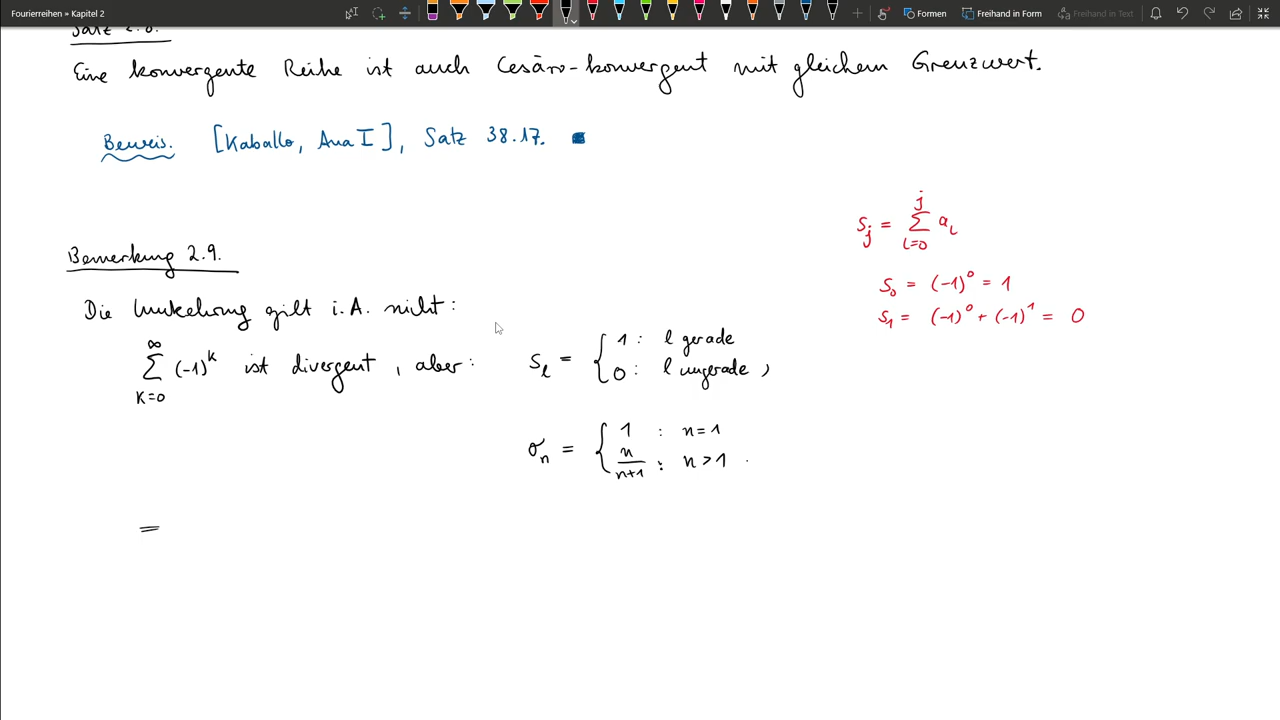 Fourierreihen » Kapitel 2
Formen
Freihand in Form
Freihand in Text
Satz 2.8.
Eine konvergente Reihe ist auch Cesàro-konvergent mit gleichem Grenzwert.
Beweis. [Kaballo, Ana I], Satz 38.17.
s_j = ∑_{l=0}^{j} a_l
Bemerkung 2.9.
s_0 = (-1)^0 = 1
Die Umkehrung gilt i.A. nicht:
s_1 = (-1)^0 + (-1)^1 = 0
∑_{k=0}^{∞} (-1)^k ist divergent, aber: s_l = { 1 : l gerade
0 : l ungerade ,
σ_n = { 1 : n=1
n/(n+1) : n>1 .
=